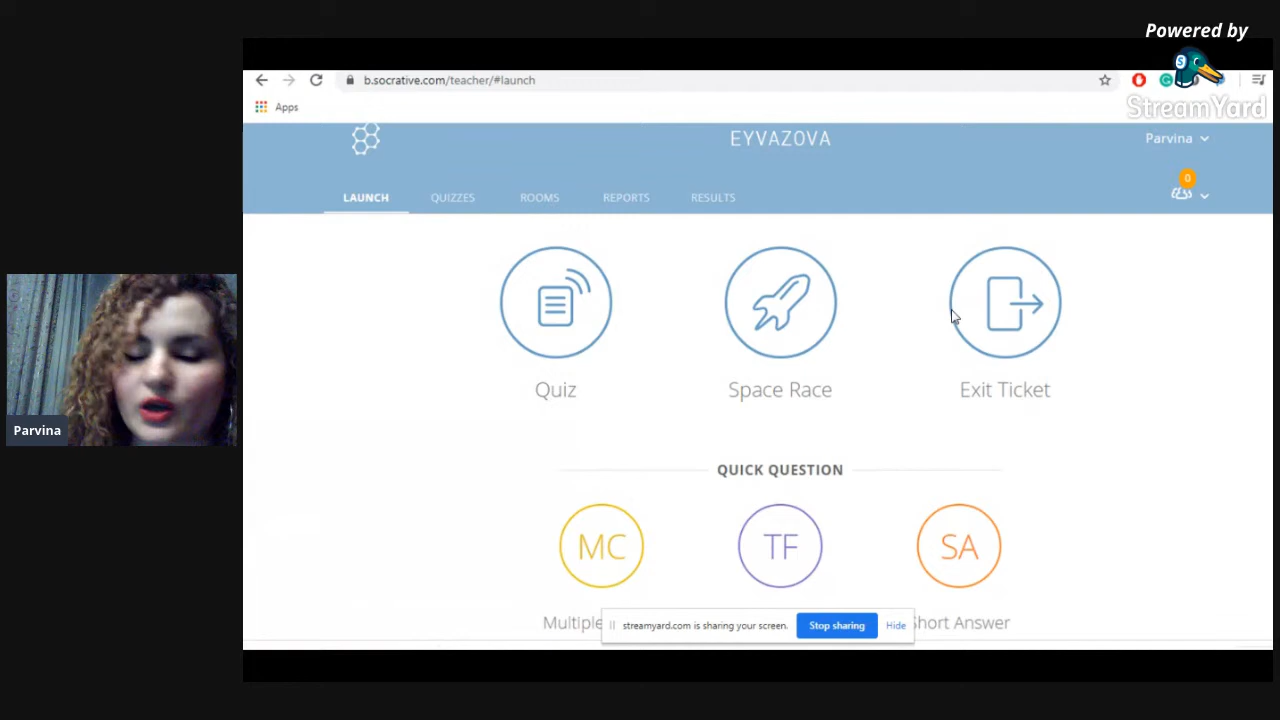 Powered by
StreamYard
b.socrative.com/teacher/#launch
Apps
EYVAZOVA
Parvina
0
LAUNCH QUIZZES ROOMS REPORTS RESULTS
Quiz Space Race Exit Ticket
Parvina
QUICK QUESTION
MC TF SA
Multiple Short Answer
streamyard.com is sharing your screen. Stop sharing Hide